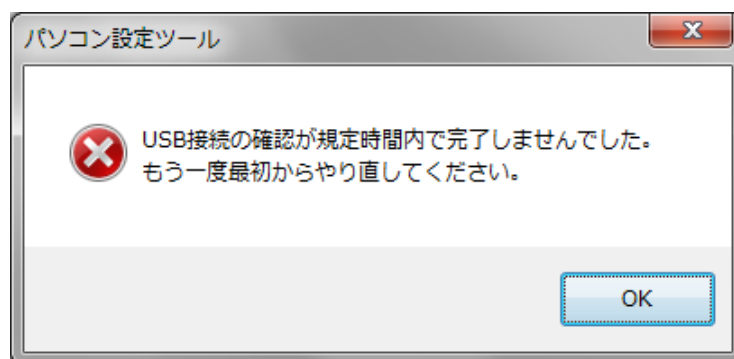 パソコン設定ツール
USB接続の確認が規定時間内で完了しませんでした。
もう一度最初からやり直してください。
OK